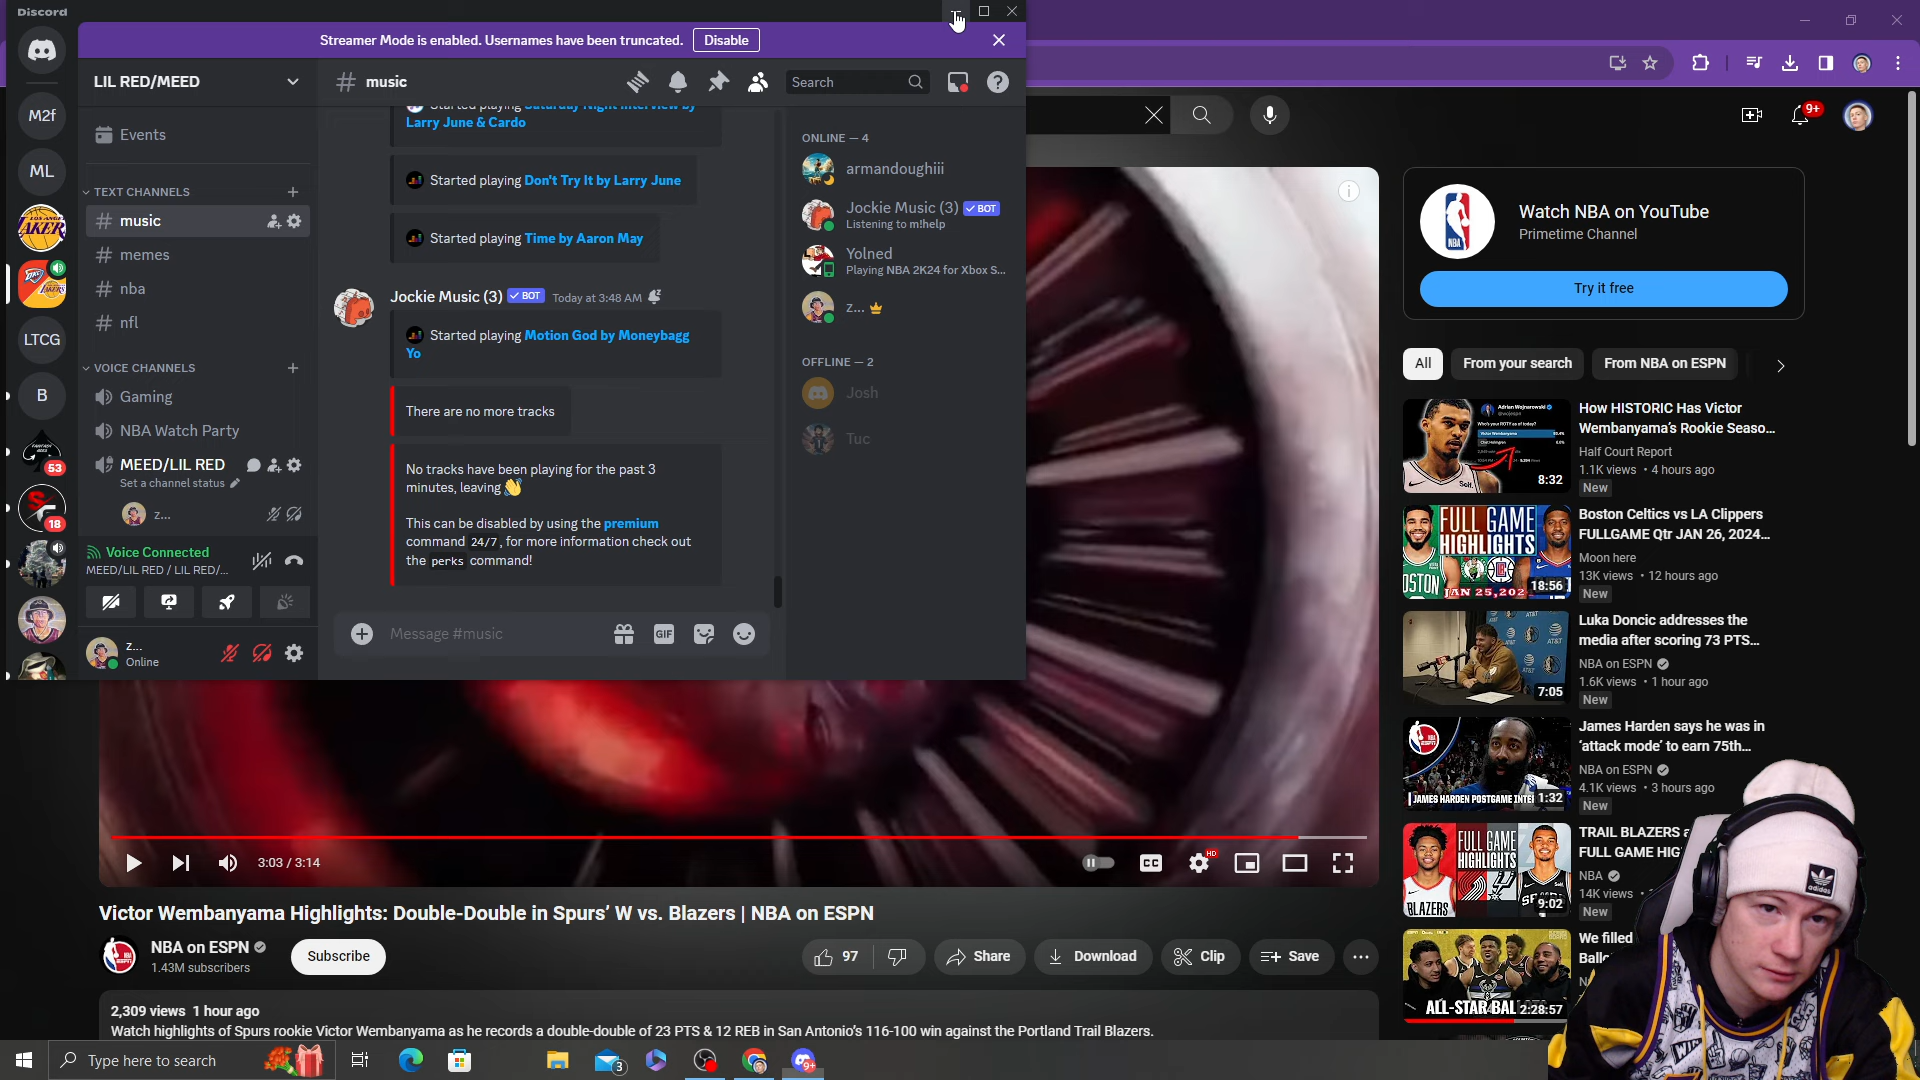 Discord
Streamer Mode is enabled. Usernames have been truncated.
Disable
LIL RED/MEED
music
Search
M2f
ML
LTCG
B
53
18
Events
TEXT CHANNELS
music
memes
nba
nfl
VOICE CHANNELS
Gaming
NBA Watch Party
MEED/LIL RED
Set a channel status
z...
Voice Connected
MEED/LIL RED / LIL RED/...
z...
Online
Larry June & Cardo
Started playing Don't Try It by Larry June
Started playing Time by Aaron May
Jockie Music (3) BOT Today at 3:48 AM
Started playing Motion God by Moneybagg
Yo
There are no more tracks
No tracks have been playing for the past 3
minutes, leaving
This can be disabled by using the premium
command 24/7, for more information check out
the perks command!
Message #music
GIF
ONLINE — 4
armandoughiii
Jockie Music (3) BOT
Listening to m!help
Yolned
Playing NBA 2K24 for Xbox S...
z...
OFFLINE — 2
Josh
Tuc
9+
Watch NBA on YouTube
Primetime Channel
Try it free
All
From your search
From NBA on ESPN
How HISTORIC Has Victor
Wembanyama's Rookie Seaso...
Half Court Report
1.1K views • 4 hours ago
New
8:32
Boston Celtics vs LA Clippers
FULLGAME Qtr JAN 26, 2024...
Moon here
13K views • 12 hours ago
New
FULL GAME
HIGHLIGHTS
18:56
Luka Doncic addresses the
media after scoring 73 PTS...
NBA on ESPN
1.6K views • 1 hour ago
New
7:05
James Harden says he was in
'attack mode' to earn 75th...
NBA on ESPN
4.1K views • 3 hours ago
New
1:32
TRAIL BLAZERS
FULL GAME HIG
NBA
14K views •
New
FULL GAME
HIGHLIGHTS
BLAZERS
9:02
We filled
ALL-STAR BAL
2:28:57
adidas
3:03 / 3:14
CC
HD
Victor Wembanyama Highlights: Double-Double in Spurs' W vs. Blazers | NBA on ESPN
NBA on ESPN
1.43M subscribers
Subscribe
97
Share
Download
Clip
Save
2,309 views 1 hour ago
Watch highlights of Spurs rookie Victor Wembanyama as he records a double-double of 23 PTS & 12 REB in San Antonio's 116-100 win against the Portland Trail Blazers.
Type here to search
3
9+